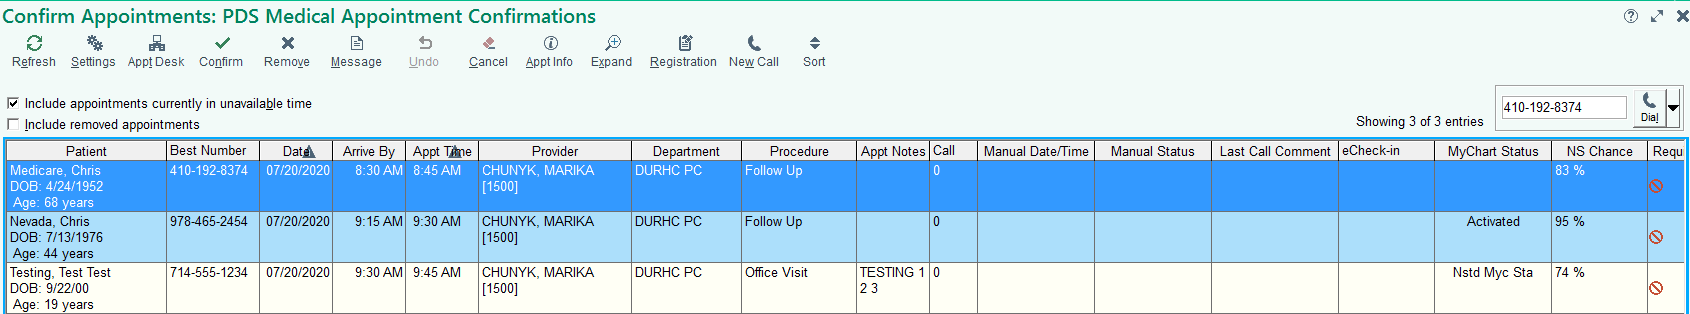 Confirm Appointments: PDS Medical Appointment Confirmations
Refresh Settings Appt Desk Confirm Remove Message Undo Cancel Appt Info Expand Registration New Call Sort
Include appointments currently in unavailable time
Include removed appointments
Showing 3 of 3 entries
410-192-8374
Dial
Patient Best Number Date Arrive By Appt Time Provider Department Procedure Appt Notes Call Manual Date/Time Manual Status Last Call Comment eCheck-in MyChart Status NS Chance Requ
Medicare, Chris 410-192-8374 07/20/2020 8:30 AM 8:45 AM CHUNYK, MARIKA DURHC PC Follow Up 0 83 %
DOB: 4/24/1952 [1500]
Age: 68 years
Nevada, Chris 978-465-2454 07/20/2020 9:15 AM 9:30 AM CHUNYK, MARIKA DURHC PC Follow Up 0 Activated 95 %
DOB: 7/13/1976 [1500]
Age: 44 years
Testing, Test Test 714-555-1234 07/20/2020 9:30 AM 9:45 AM CHUNYK, MARIKA DURHC PC Office Visit TESTING 1 0 Nstd Myc Sta 74 %
DOB: 9/22/00 [1500] 2 3
Age: 19 years